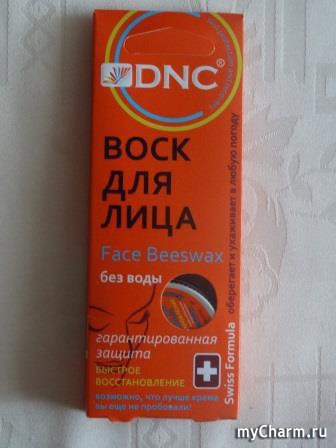 DNC®
ВОСК
ДЛЯ
ЛИЦА
Face Beeswax
без воды
гарантированная
защита
БЫСТРОЕ
ВОССТАНОВЛЕНИЕ
возможно, что лучше крема
вы еще не пробовали!
Swiss Formula
оберегает и ухаживает в любую погоду
myCharm.ru